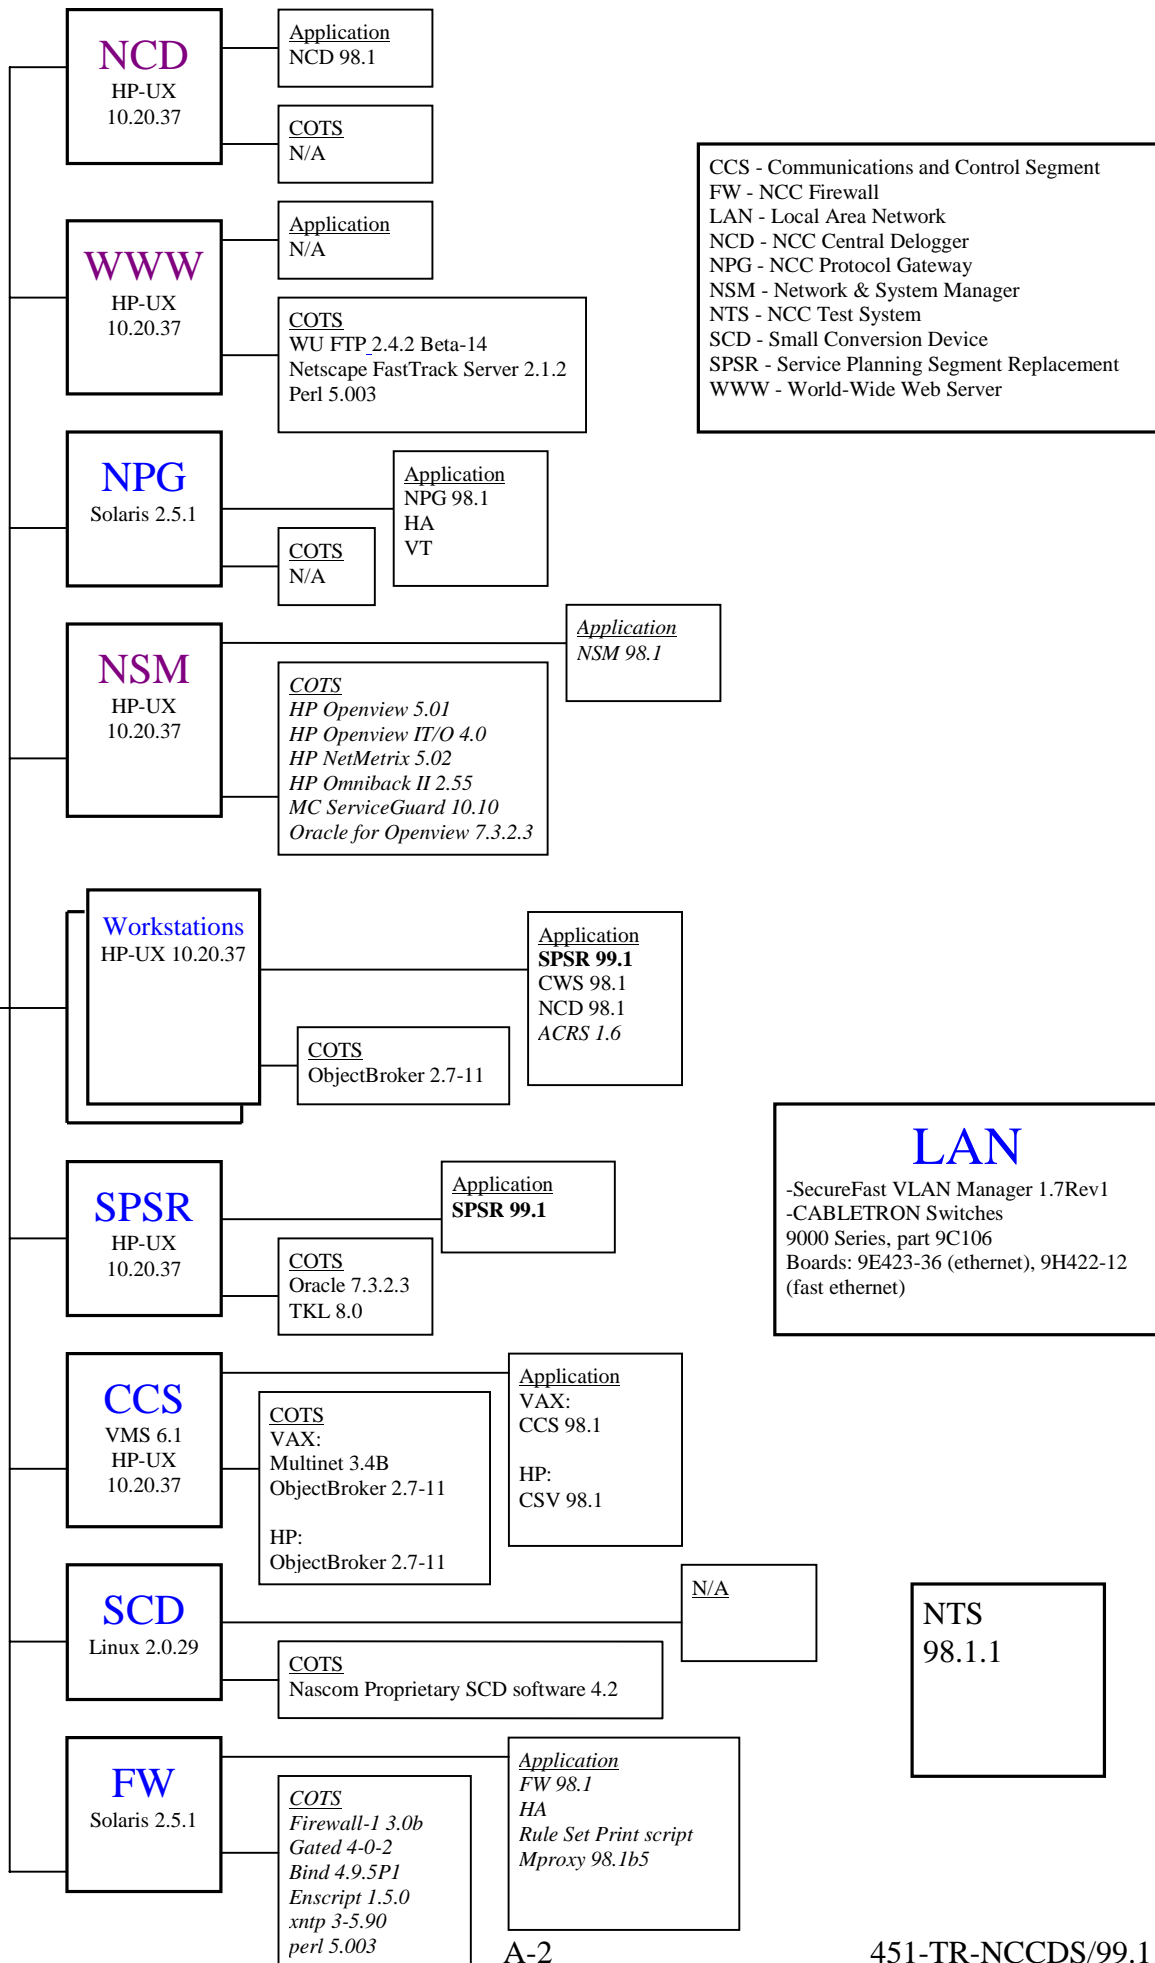 NCD
HP-UX
10.20.37
Application
NCD 98.1
COTS
N/A
CCS - Communications and Control Segment
FW - NCC Firewall
LAN - Local Area Network
NCD - NCC Central Delogger
NPG - NCC Protocol Gateway
NSM - Network & System Manager
NTS - NCC Test System
SCD - Small Conversion Device
SPSR - Service Planning Segment Replacement
WWW - World-Wide Web Server
WWW
HP-UX
10.20.37
Application
N/A
COTS
WU FTP 2.4.2 Beta-14
Netscape FastTrack Server 2.1.2
Perl 5.003
NPG
Solaris 2.5.1
Application
NPG 98.1
HA
VT
COTS
N/A
NSM
HP-UX
10.20.37
Application
NSM 98.1
COTS
HP Openview 5.01
HP Openview IT/O 4.0
HP NetMetrix 5.02
HP Omniback II 2.55
MC ServiceGuard 10.10
Oracle for Openview 7.3.2.3
Workstations
HP-UX 10.20.37
Application
SPSR 99.1
CWS 98.1
NCD 98.1
ACRS 1.6
COTS
ObjectBroker 2.7-11
LAN
-SecureFast VLAN Manager 1.7Rev1
-CABLETRON Switches
9000 Series, part 9C106
Boards: 9E423-36 (ethernet), 9H422-12
(fast ethernet)
SPSR
HP-UX
10.20.37
Application
SPSR 99.1
COTS
Oracle 7.3.2.3
TKL 8.0
CCS
VMS 6.1
HP-UX
10.20.37
Application
VAX:
CCS 98.1
HP:
CSV 98.1
COTS
VAX:
Multinet 3.4B
ObjectBroker 2.7-11
HP:
ObjectBroker 2.7-11
SCD
Linux 2.0.29
N/A
COTS
Nascom Proprietary SCD software 4.2
NTS
98.1.1
FW
Solaris 2.5.1
Application
FW 98.1
HA
Rule Set Print script
Mproxy 98.1b5
COTS
Firewall-1 3.0b
Gated 4-0-2
Bind 4.9.5P1
Enscript 1.5.0
xntp 3-5.90
perl 5.003
A-2
451-TR-NCCDS/99.1